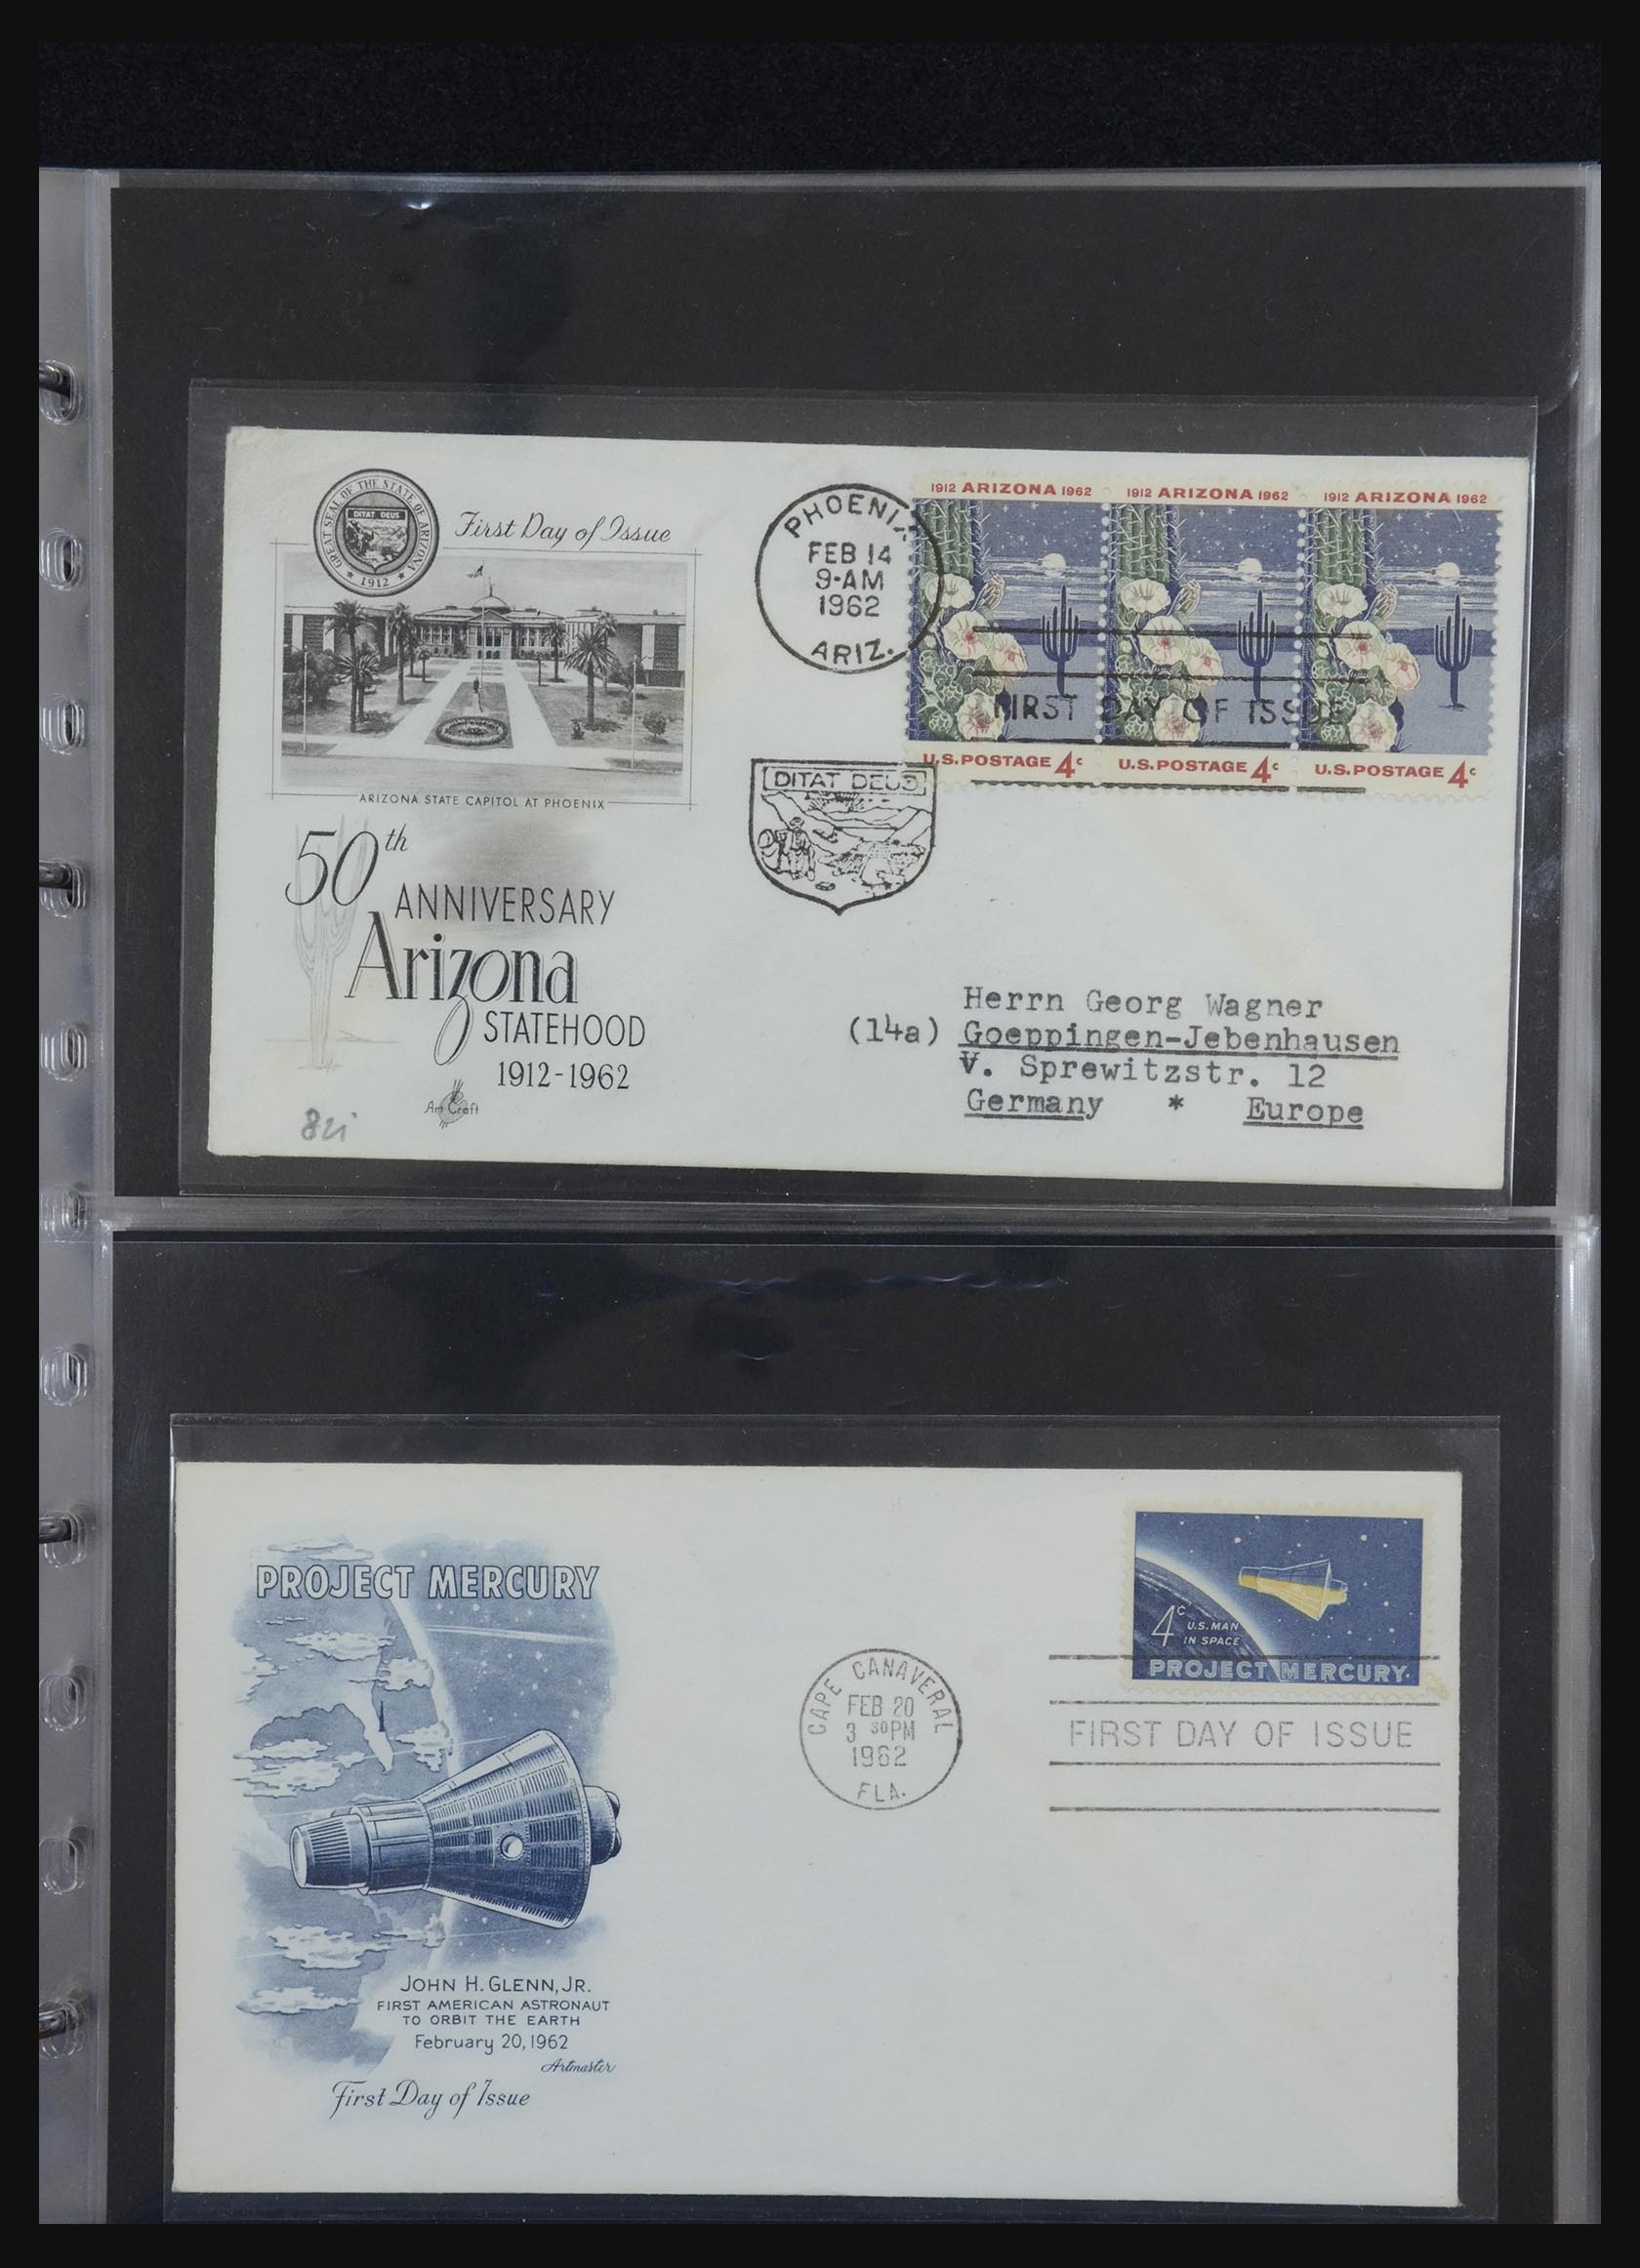 GREAT SEAL OF THE STATE OF ARIZONA
DITAT DEUS
★ 1912 ★
First Day of Issue
ARIZONA STATE CAPITOL AT PHOENIX
50th
ANNIVERSARY
Arizona
STATEHOOD
1912-1962
Art Craft
PHOENIX
FEB 14
9-AM
1962
ARIZ.
1912 ARIZONA 1962 1912 ARIZONA 1962 1912 ARIZONA 1962
FIRST DAY OF ISSUE
U.S.POSTAGE 4c U.S.POSTAGE 4c U.S.POSTAGE 4c
DITAT DEUS
Herrn Georg Wagner
(14a) Goeppingen-Jebenhausen
V. Sprewitzstr. 12
Germany * Europe
PROJECT MERCURY
JOHN H. GLENN, JR.
FIRST AMERICAN ASTRONAUT
TO ORBIT THE EARTH
February 20, 1962
Artmaster
First Day of Issue
CAPE CANAVERAL
FEB 20
3 30PM
1962
FLA.
4c U.S. MAN
IN SPACE
PROJECT MERCURY
FIRST DAY OF ISSUE